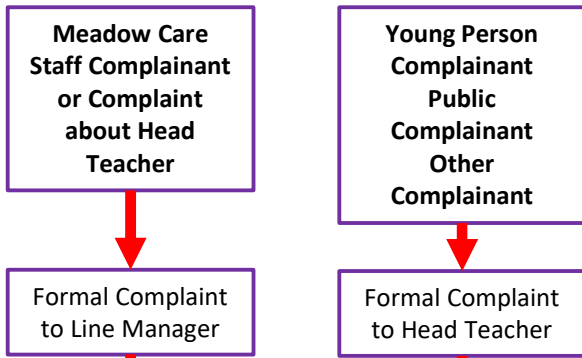 Meadow Care
Staff Complainant
or Complaint
about Head
Teacher
Young Person
Complainant
Public
Complainant
Other
Complainant
Formal Complaint
to Line Manager
Formal Complaint
to Head Teacher